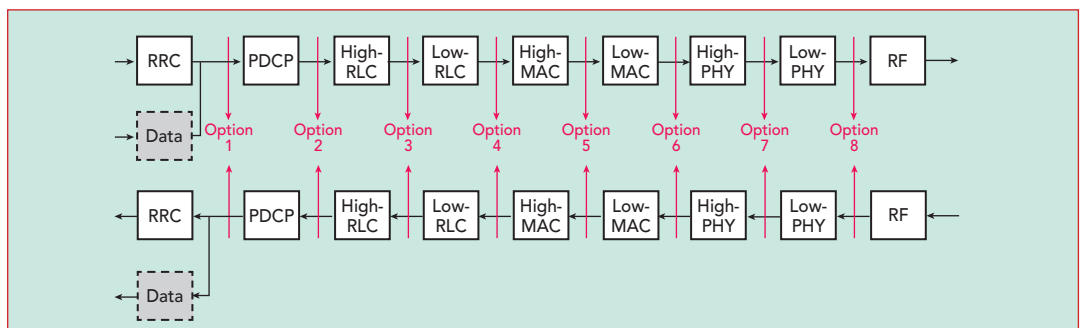 RRC
PDCP
High-
RLC
Low-
RLC
High-
MAC
Low-
MAC
High-
PHY
Low-
PHY
RF
Data
Option
1
Option
2
Option
3
Option
4
Option
5
Option
6
Option
7
Option
8
RRC
PDCP
High-
RLC
Low-
RLC
High-
MAC
Low-
MAC
High-
PHY
Low-
PHY
RF
Data